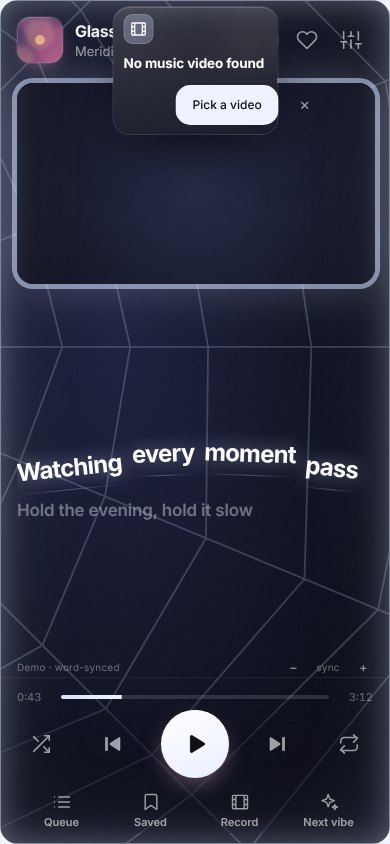 Glass
Meridi
No music video found
Pick a video
Watching every moment pass
Hold the evening, hold it slow
Demo · word-synced
− sync +
0:43
3:12
Queue
Saved
Record
Next vibe